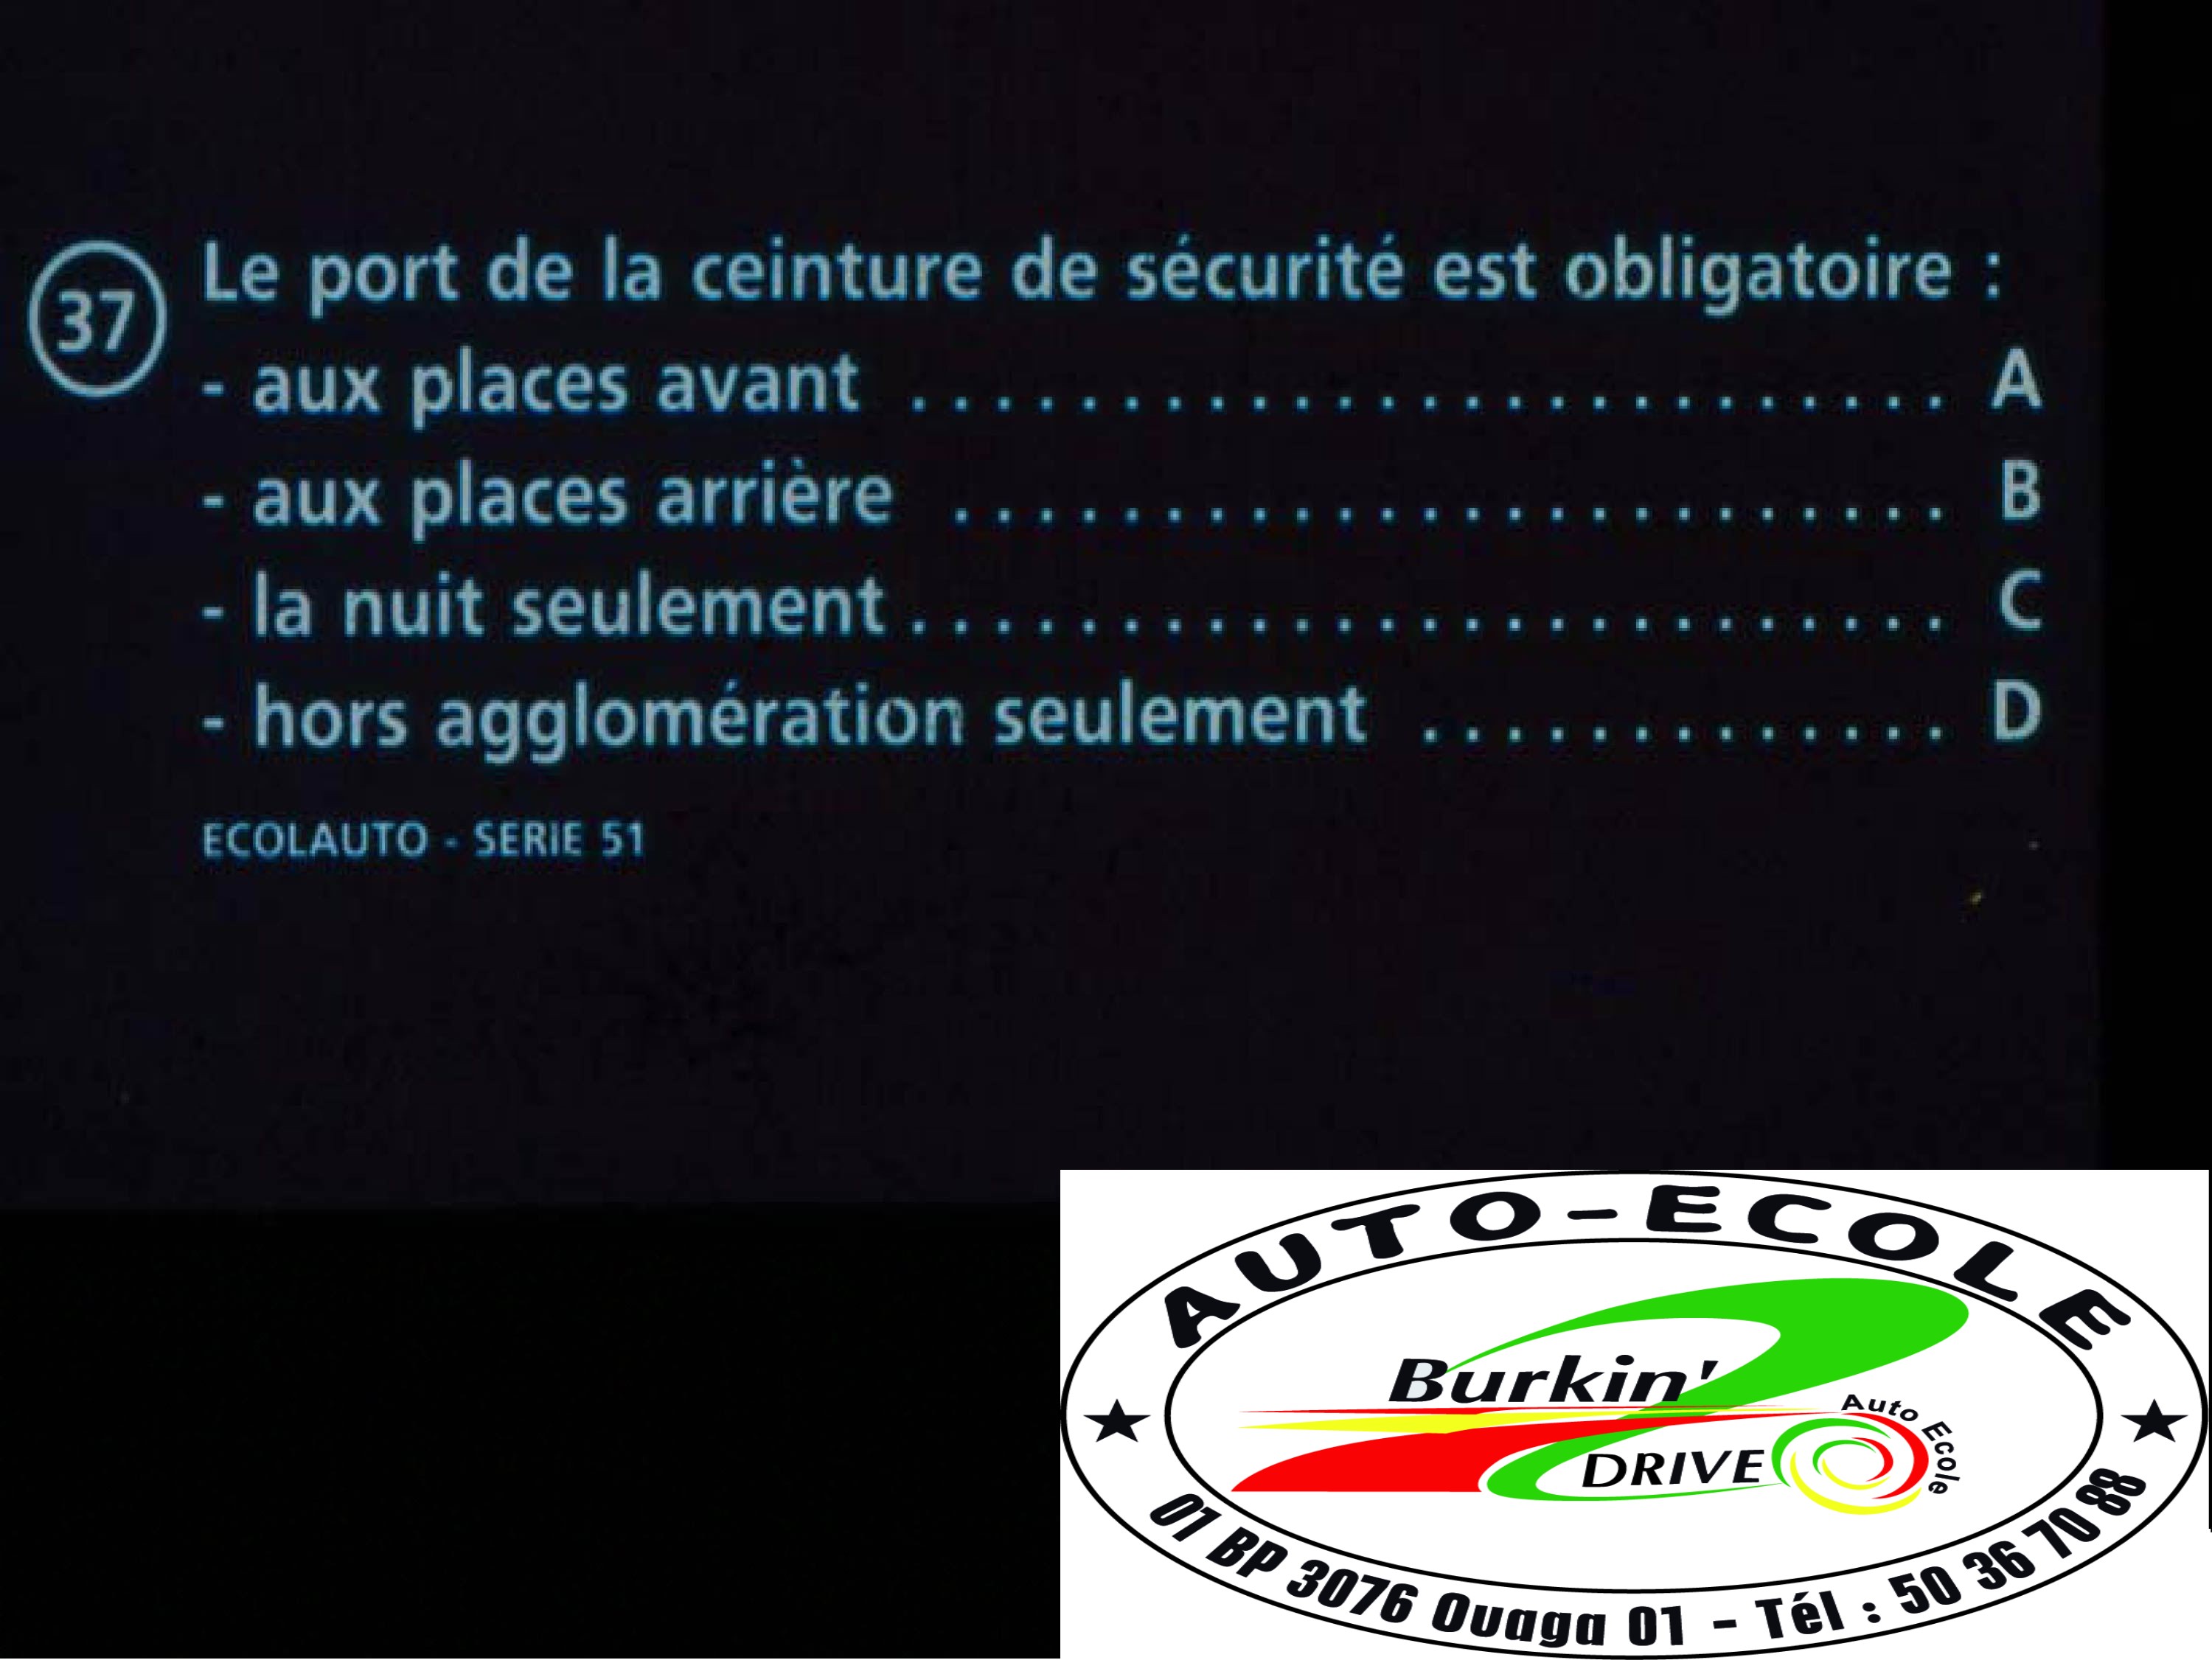 37
Le port de la ceinture de sécurité est obligatoire :
- aux places avant ......................... A
- aux places arrière ........................ B
- la nuit seulement ......................... C
- hors agglomération seulement ............. D
ECOLAUTO - SERIE 51
AUTO-ECOLE
Burkin'
DRIVE
Auto Ecole
01 BP 3076 Ouaga 01 - Tél : 50 36 70 88